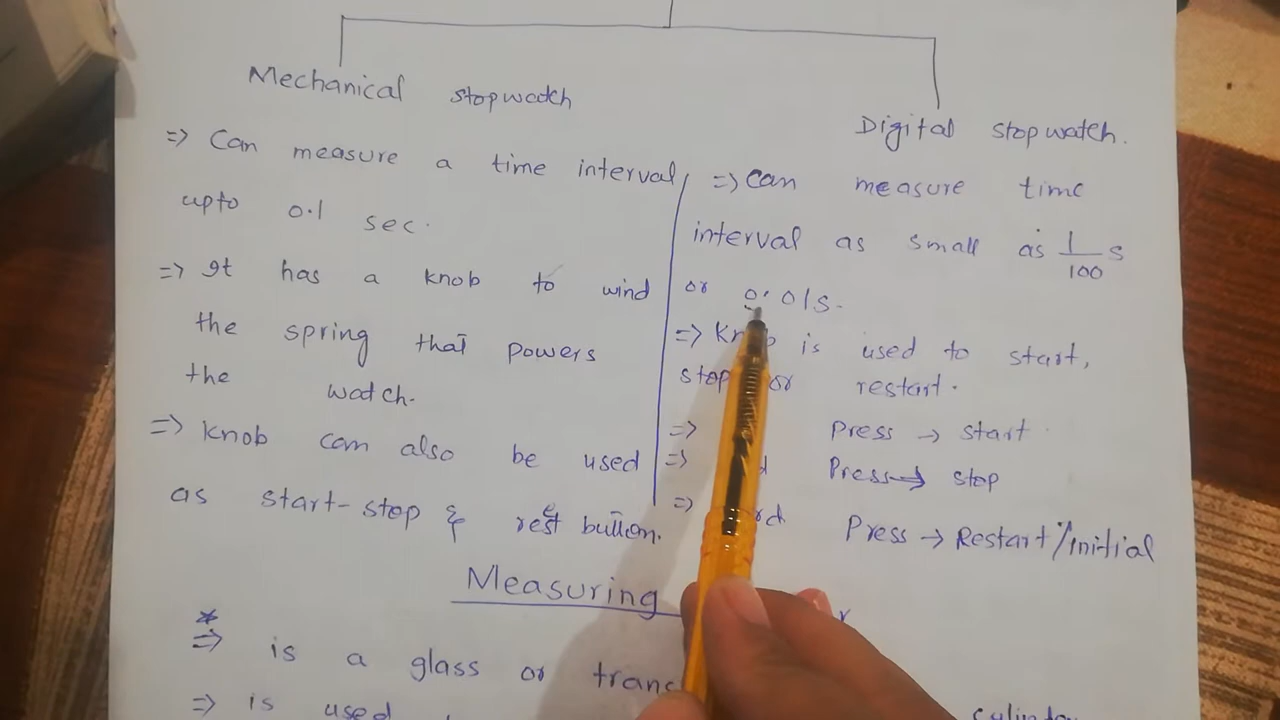 Mechanical stopwatch
=> Can measure a time interval
upto 0.1 sec.
=> It has a knob to wind
the spring that powers
the watch.
=> Knob can also be used
as start-stop & reset button.
Digital stopwatch.
=> Can measure time
interval as small as 1/100 s
or 0.01s.
=> is used to start,
stop or restart.
=> Press → start
=> Press → stop
=> Press → Restart/initial
Measuring
=> is a glass or
=> is used